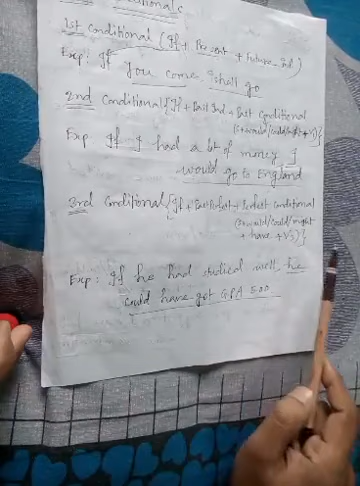 Conditionals
1st Conditional (If + Present + Future Ind)
Exp: If
you come, I shall go
2nd Conditional {If + Past Ind + Past Conditional
(S+would/could/might + V1)}
Exp If I had a lot of money I
would go to England
3rd Conditional {If + Past Perfect + Perfect Conditional
(S+would/could/might
+ have + V3)}
Exp: If he had well, he
could have got GPA 5.00